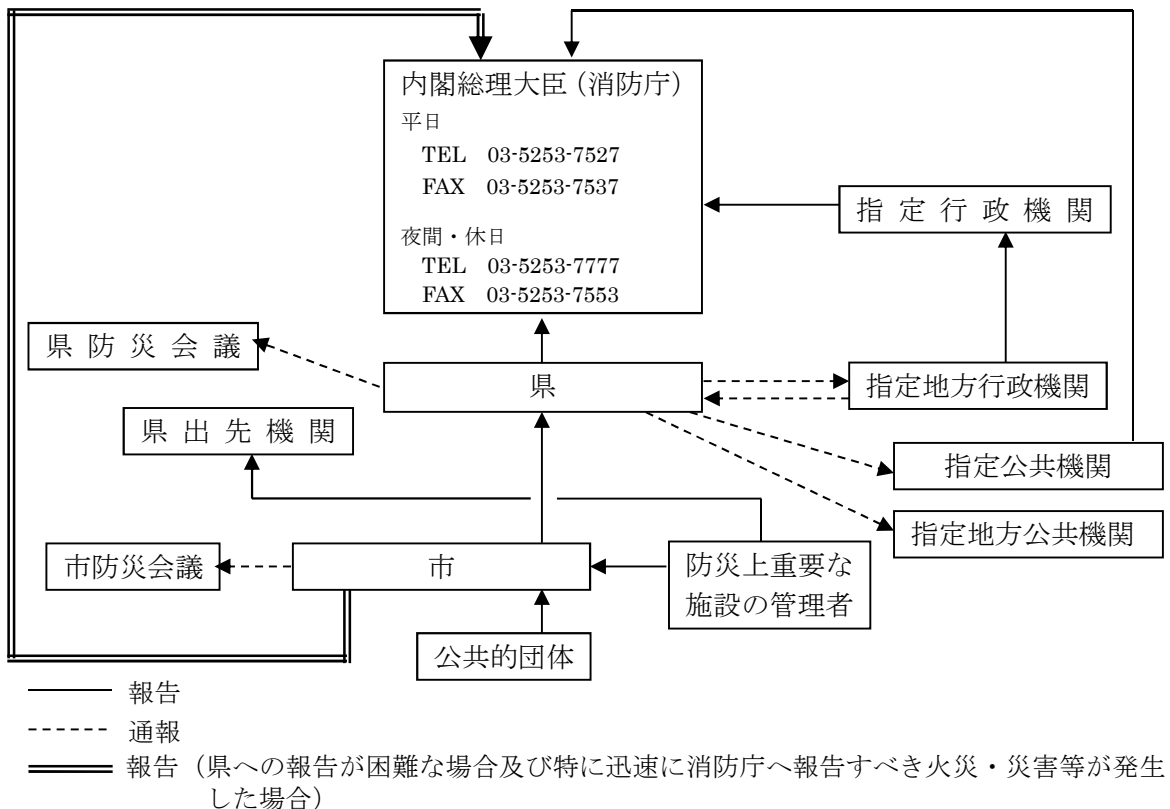 内閣総理大臣（消防庁）
平日
TEL 03-5253-7527
FAX 03-5253-7537
夜間・休日
TEL 03-5253-7777
FAX 03-5253-7553
指定行政機関
県防災会議
県
指定地方行政機関
県出先機関
指定公共機関
指定地方公共機関
市防災会議
市
防災上重要な
施設の管理者
公共的団体
報告
通報
報告（県への報告が困難な場合及び特に迅速に消防庁へ報告すべき火災・災害等が発生
した場合）